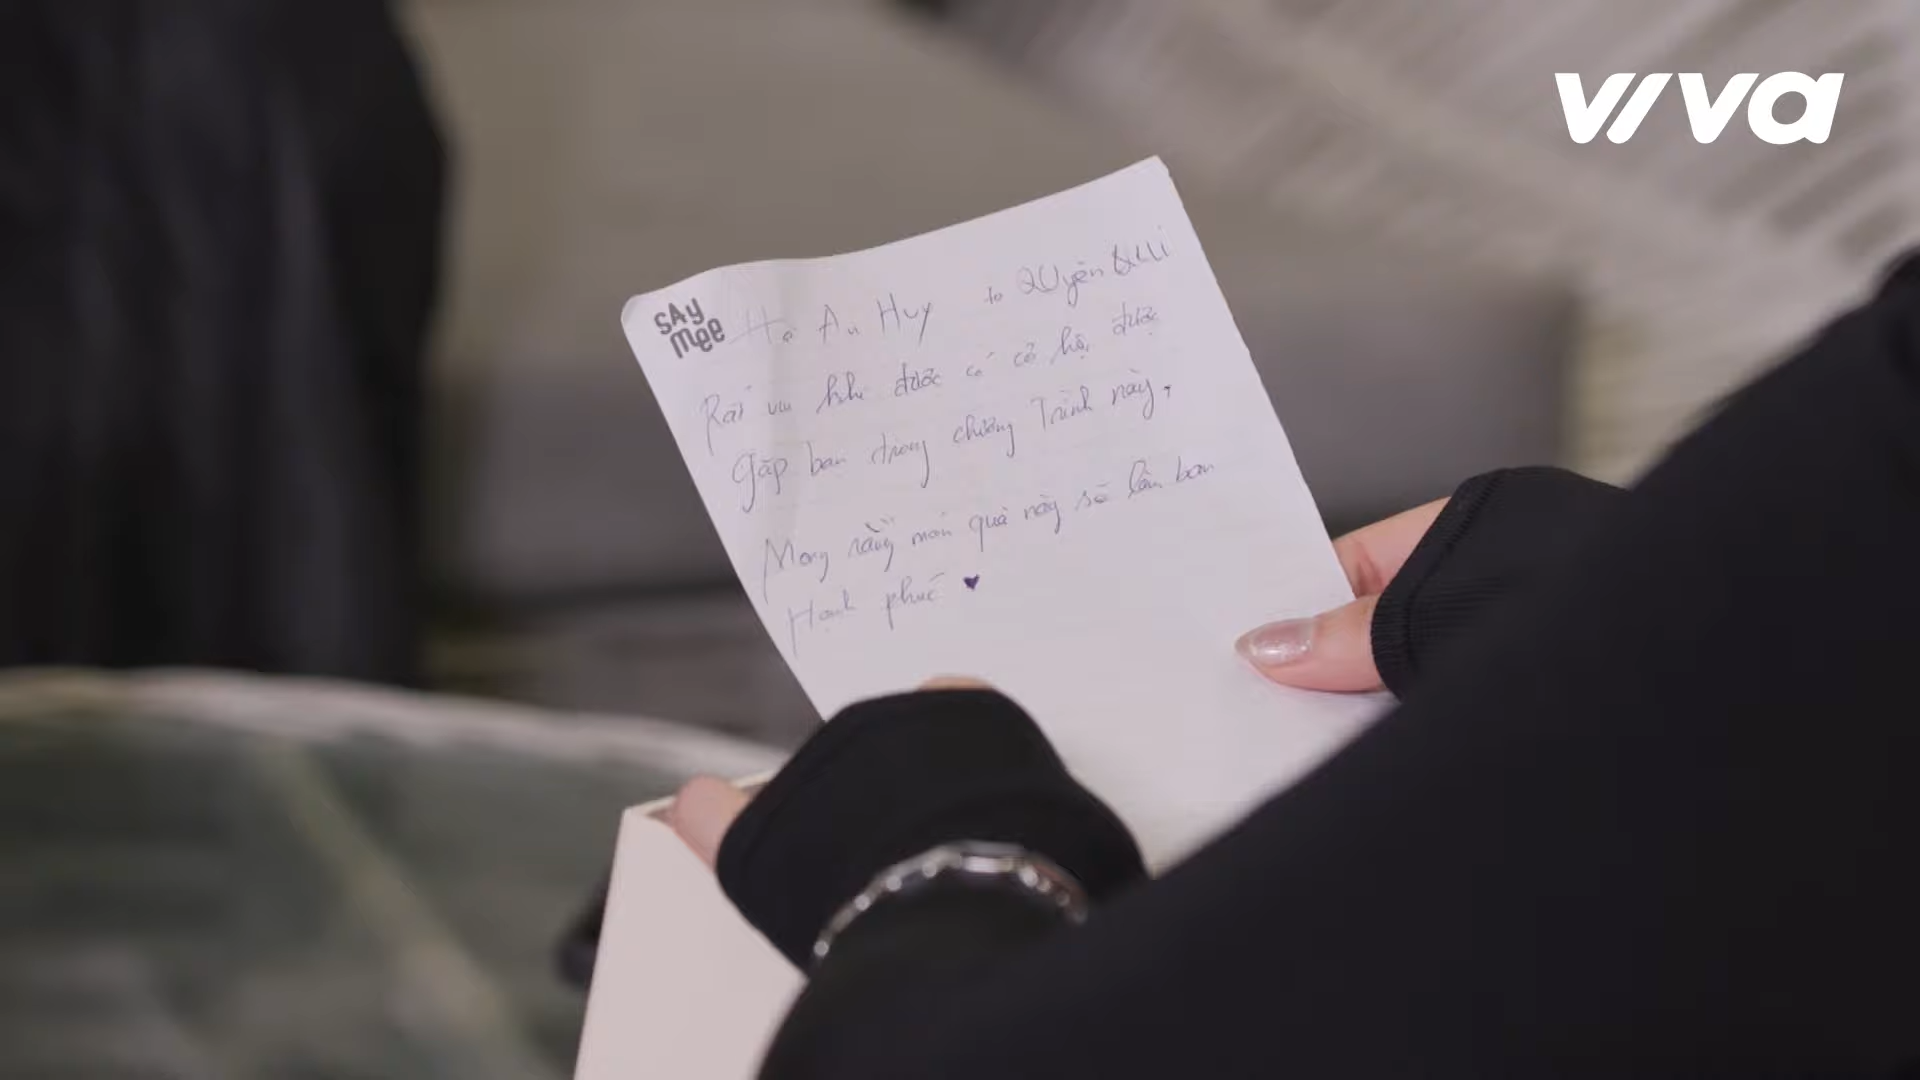 VIVA
SAY
mee
Hồ An Huy to QUyên QUi
Rất vui khi được có cơ hội được
gặp bạn trong chương Trình này,
Mong rằng món quà này sẽ làm bạn
Hạnh phúc